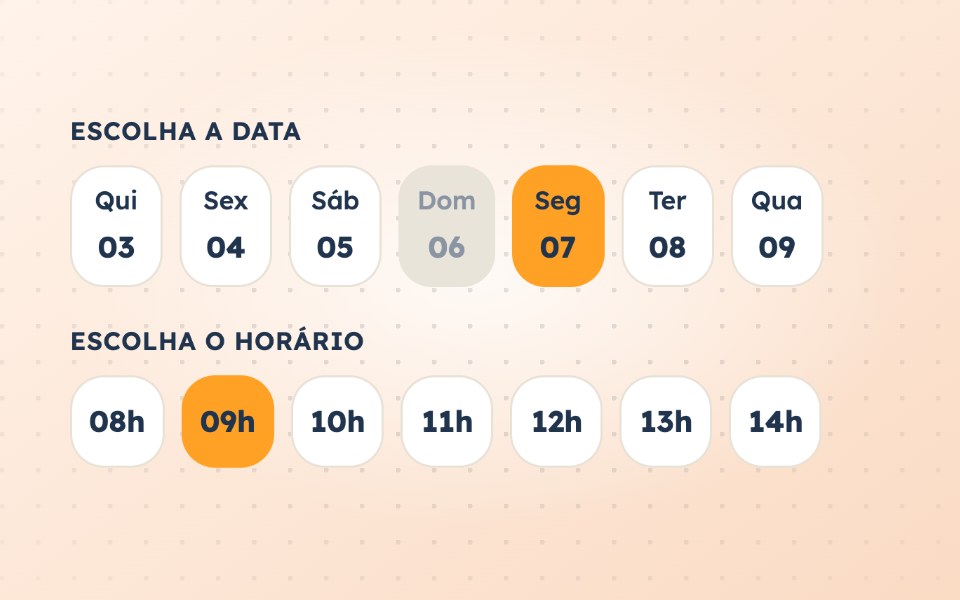 ESCOLHA A DATA
Qui Sex Sáb Dom Seg Ter Qua
03 04 05 06 07 08 09
ESCOLHA O HORÁRIO
08h 09h 10h 11h 12h 13h 14h